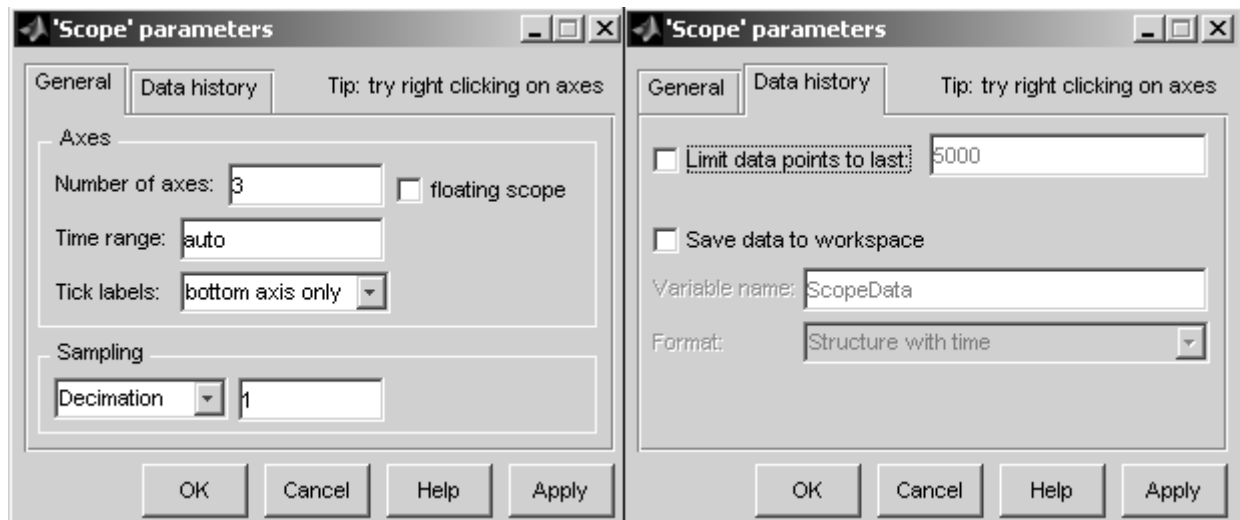 'Scope' parameters
General
Data history
Tip: try right clicking on axes
Axes
Number of axes: 3
floating scope
Time range: auto
Tick labels: bottom axis only
Sampling
Decimation 1
OK Cancel Help Apply
'Scope' parameters
General
Data history
Tip: try right clicking on axes
Limit data points to last: 5000
Save data to workspace
Variable name: ScopeData
Format: Structure with time
OK Cancel Help Apply